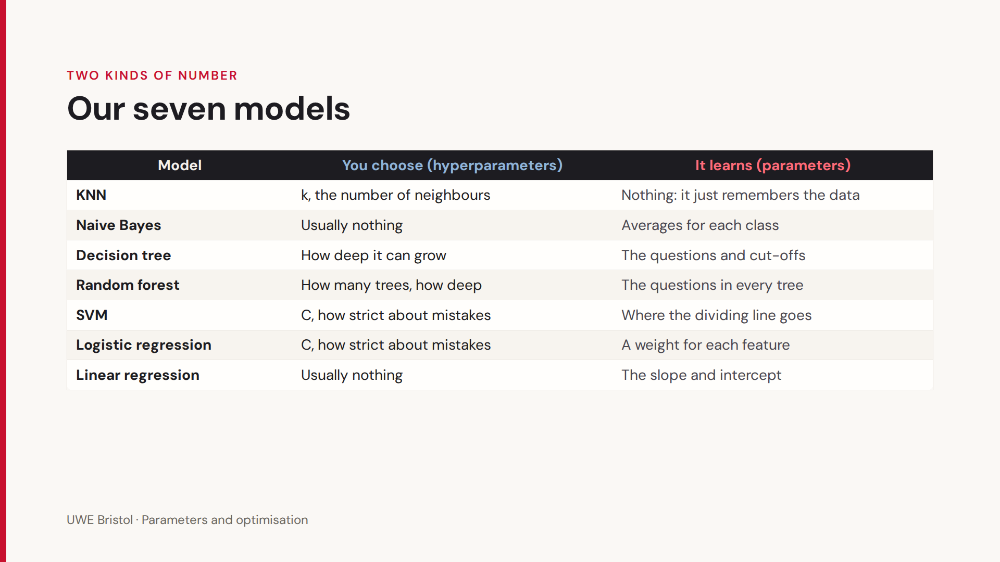 TWO KINDS OF NUMBER
Our seven models
Model You choose (hyperparameters) It learns (parameters)
KNN k, the number of neighbours Nothing: it just remembers the data
Naive Bayes Usually nothing Averages for each class
Decision tree How deep it can grow The questions and cut-offs
Random forest How many trees, how deep The questions in every tree
SVM C, how strict about mistakes Where the dividing line goes
Logistic regression C, how strict about mistakes A weight for each feature
Linear regression Usually nothing The slope and intercept
UWE Bristol · Parameters and optimisation